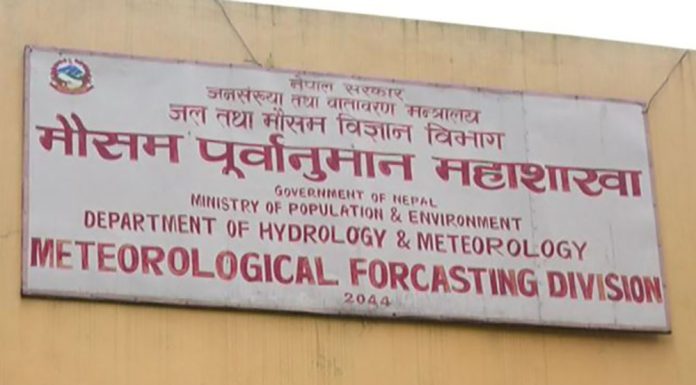 नेपाल सरकार
जनसंख्या तथा वातावरण मन्त्रालय
जल तथा मौसम विज्ञान विभाग
मौसम पूर्वानुमान महाशाखा
GOVERNMENT OF NEPAL
MINISTRY OF POPULATION & ENVIRONMENT
DEPARTMENT OF HYDROLOGY & METEOROLOGY
METEOROLOGICAL FORCASTING DIVISION
2044